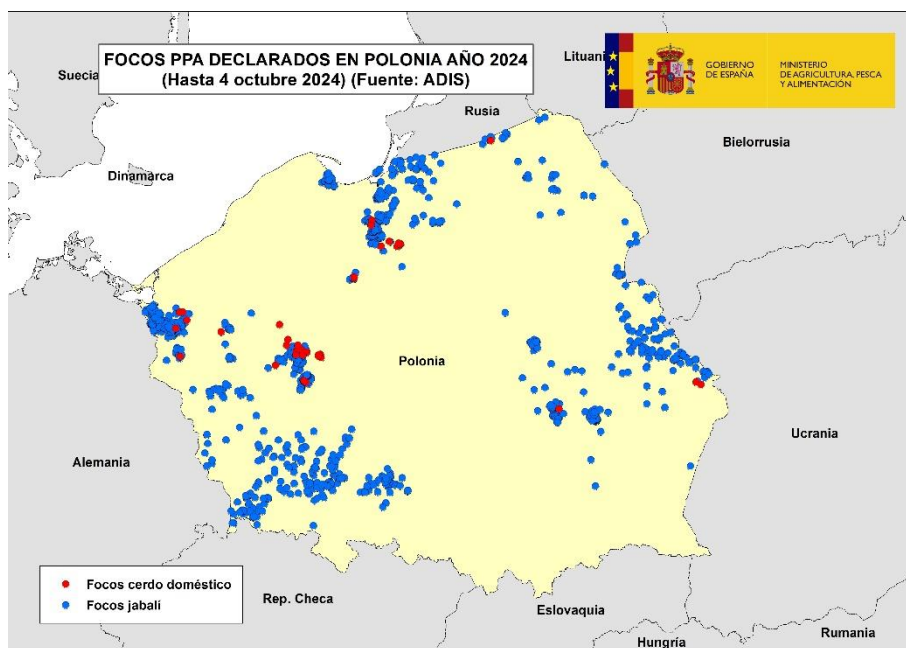 FOCOS PPA DECLARADOS EN POLONIA AÑO 2024
(Hasta 4 octubre 2024) (Fuente: ADIS)
Suecia
Lituani
GOBIERNO
DE ESPAÑA
MINISTERIO
DE AGRICULTURA, PESCA
Y ALIMENTACIÓN
Rusia
Bielorrusia
Dinamarca
Polonia
Ucrania
Alemania
Focos cerdo doméstico
Focos jabalí
Rep. Checa
Eslovaquia
Hungría
Rumania